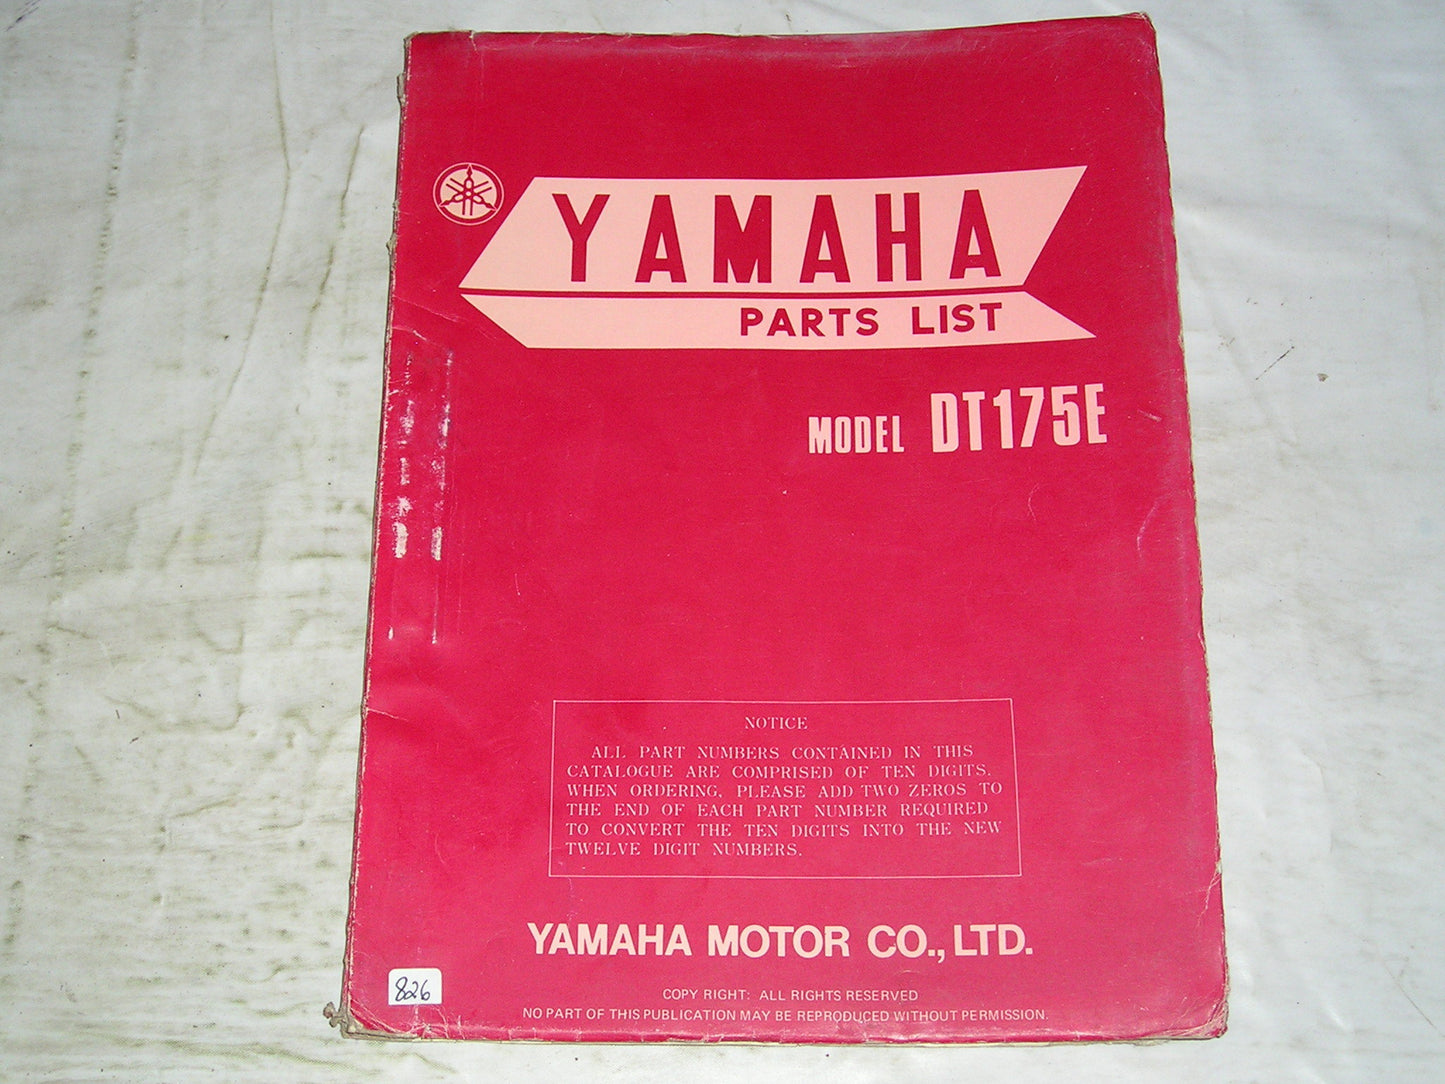 YAMAHA
PARTS LIST
MODEL DT175E
NOTICE
ALL PART NUMBERS CONTAINED IN THIS
CATALOGUE ARE COMPRISED OF TEN DIGITS.
WHEN ORDERING, PLEASE ADD TWO ZEROS TO
THE END OF EACH PART NUMBER REQUIRED
TO CONVERT THE TEN DIGITS INTO THE NEW
TWELVE DIGIT NUMBERS.
YAMAHA MOTOR CO., LTD.
826
COPY RIGHT: ALL RIGHTS RESERVED
NO PART OF THIS PUBLICATION MAY BE REPRODUCED WITHOUT PERMISSION.